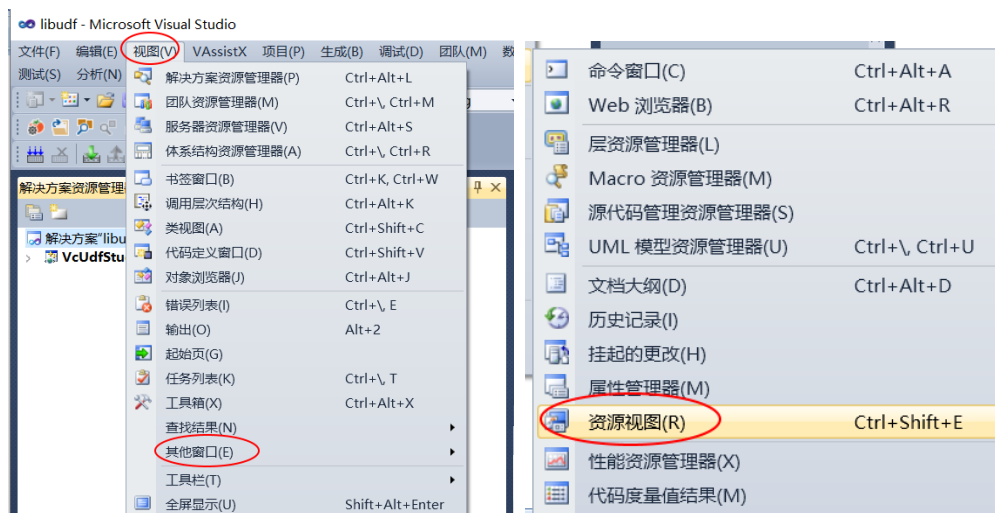 libudf - Microsoft Visual Studio
文件(F) 编辑(E) 视图(V) VAssistX 项目(P) 生成(B) 调试(D) 团队(M) 数
测试(S) 分析(N)
解决方案资源管理器(P) Ctrl+Alt+L
团队资源管理器(M) Ctrl+\, Ctrl+M
服务器资源管理器(V) Ctrl+Alt+S
体系结构资源管理器(A) Ctrl+\, Ctrl+R
书签窗口(B) Ctrl+K, Ctrl+W
调用层次结构(H) Ctrl+Alt+K
类视图(A) Ctrl+Shift+C
代码定义窗口(D) Ctrl+Shift+V
对象浏览器(J) Ctrl+Alt+J
错误列表(I) Ctrl+\, E
输出(O) Alt+2
起始页(G)
任务列表(K) Ctrl+\, T
工具箱(X) Ctrl+Alt+X
查找结果(N)
其他窗口(E)
工具栏(T)
全屏显示(U) Shift+Alt+Enter
解决方案资源管理
解决方案"libu
VcUdfStu
命令窗口(C) Ctrl+Alt+A
Web 浏览器(B) Ctrl+Alt+R
层资源管理器(L)
Macro 资源管理器(M)
源代码管理资源管理器(S)
UML 模型资源管理器(U) Ctrl+\, Ctrl+U
文档大纲(D) Ctrl+Alt+D
历史记录(I)
挂起的更改(H)
属性管理器(M)
资源视图(R) Ctrl+Shift+E
性能资源管理器(X)
代码度量值结果(M)